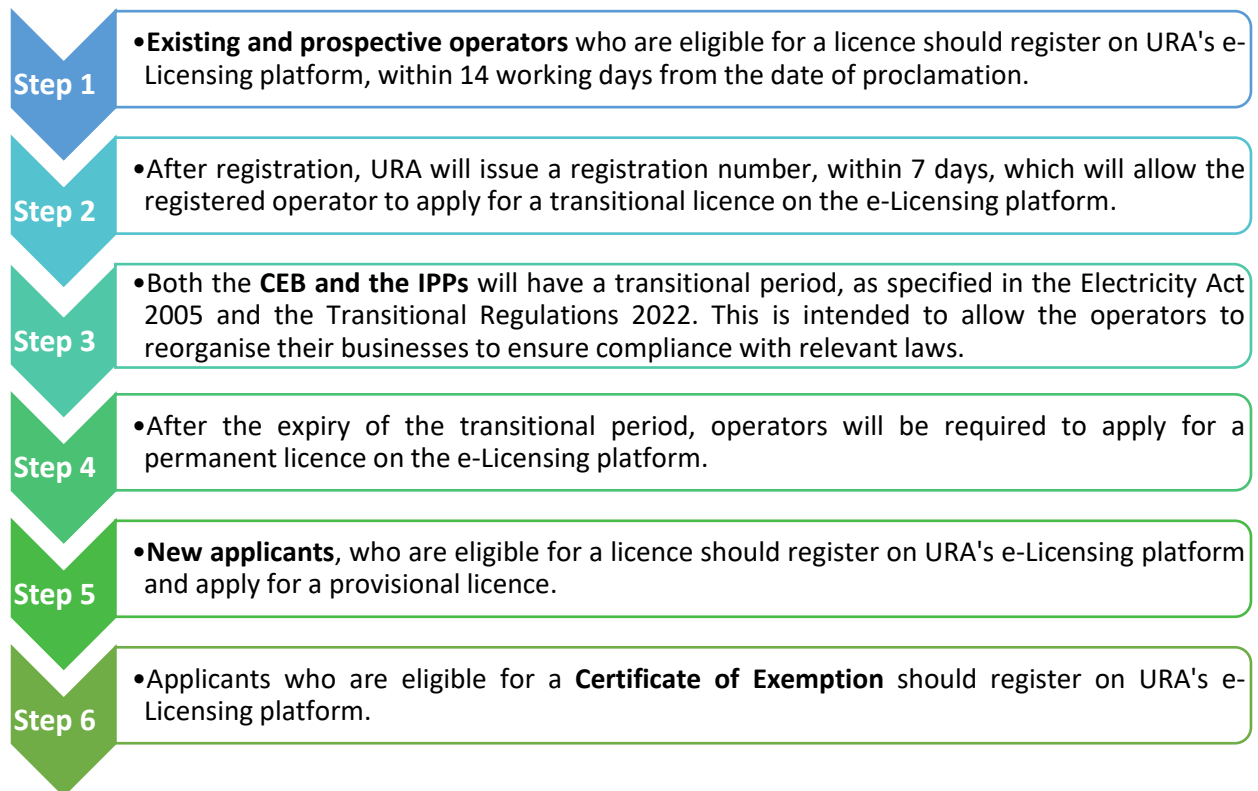 Step 1
•Existing and prospective operators who are eligible for a licence should register on URA's e-
Licensing platform, within 14 working days from the date of proclamation.
Step 2
•After registration, URA will issue a registration number, within 7 days, which will allow the
registered operator to apply for a transitional licence on the e-Licensing platform.
Step 3
•Both the CEB and the IPPs will have a transitional period, as specified in the Electricity Act
2005 and the Transitional Regulations 2022. This is intended to allow the operators to
reorganise their businesses to ensure compliance with relevant laws.
Step 4
•After the expiry of the transitional period, operators will be required to apply for a
permanent licence on the e-Licensing platform.
Step 5
•New applicants, who are eligible for a licence should register on URA's e-Licensing platform
and apply for a provisional licence.
Step 6
•Applicants who are eligible for a Certificate of Exemption should register on URA's e-
Licensing platform.